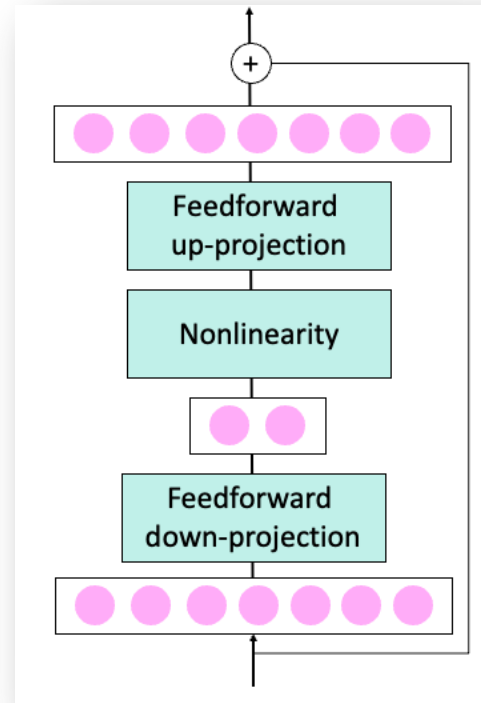 +
Feedforward
up-projection
Nonlinearity
Feedforward
down-projection